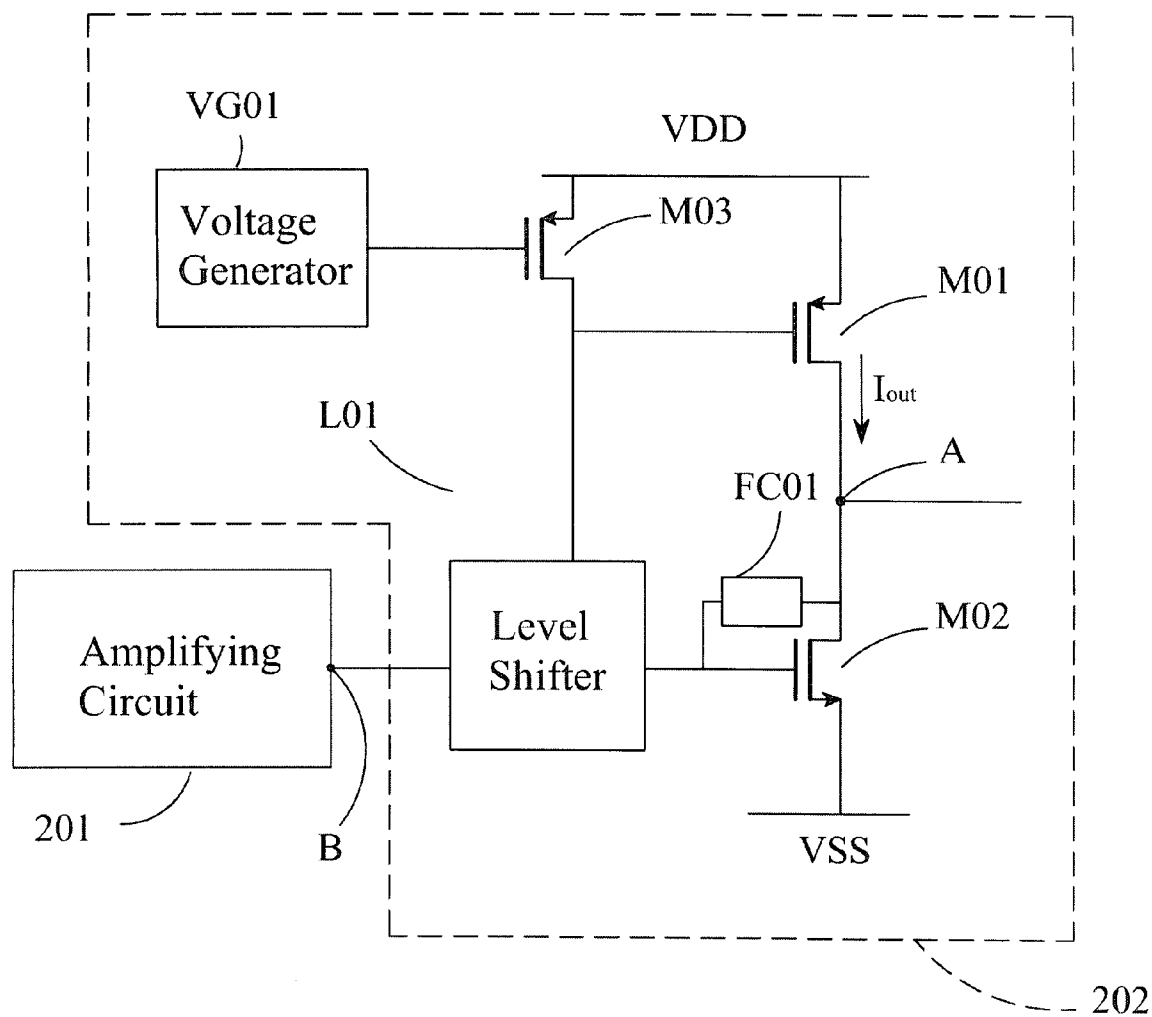 VG01
VDD
Voltage
Generator
M03
M01
Iout
L01
A
FC01
Level
Shifter
M02
Amplifying
Circuit
201
B
VSS
202